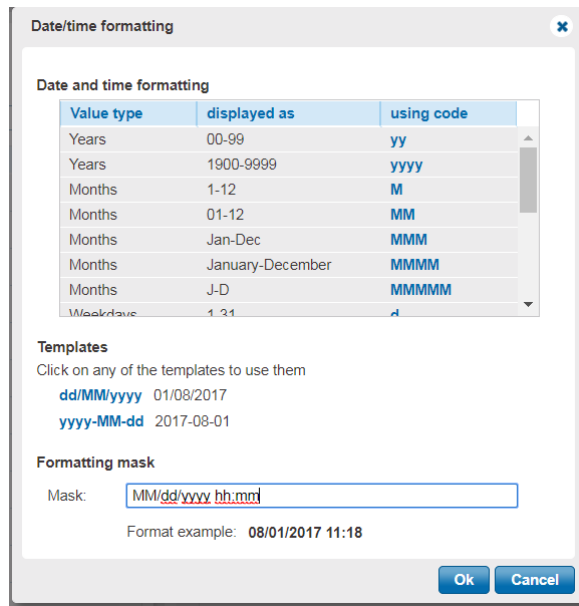 Date/time formatting
Date and time formatting
Value type displayed as using code
Years 00-99 yy
Years 1900-9999 yyyy
Months 1-12 M
Months 01-12 MM
Months Jan-Dec MMM
Months January-December MMMM
Months J-D MMMMM
Weekdays 1-31 d
Templates
Click on any of the templates to use them
dd/MM/yyyy 01/08/2017
yyyy-MM-dd 2017-08-01
Formatting mask
Mask: MM/dd/yyyy hh:mm
Format example: 08/01/2017 11:18
Ok Cancel